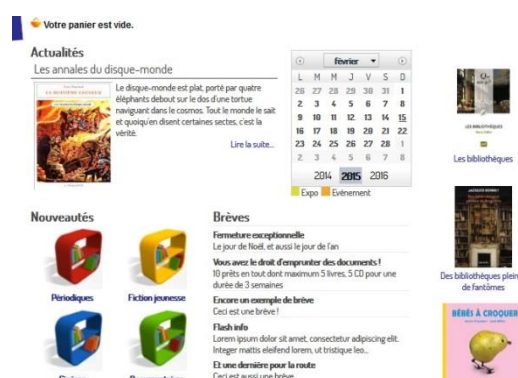 Votre panier est vide.
Actualités
Les annales du disque-monde
Le disque-monde est plat, porté par quatre
éléphants debout sur le dos d'une tortue
naviguant dans le cosmos. Tout le monde le sait
et quoiqu'en disent certaines sectes, c'est la
vérité.
Lire la suite...
février
L M M J V S D
26 27 28 29 30 31 1
2 3 4 5 6 7 8
9 10 11 12 13 14 15
16 17 18 19 20 21 22
23 24 25 26 27 28 1
2 3 4 5 6 7 8
2014 2015 2016
Expo Evènement
Les bibliothèques
Nouveautés
Périodiques
Fiction jeunesse
Brèves
Fermeture exceptionnelle
Le jour de Noël, et aussi le jour de l'an
Vous avez le droit d'emprunter des documents !
10 prêts en tout dont maximum 5 livres, 5 CD pour une
durée de 3 semaines
Encore un exemple de brève
Ceci est une brève !
Flash info
Lorem ipsum dolor sit amet, consectetur adipiscing elit.
Integer mattis eleifend lorem, ut tristique leo...
Et une dernière pour la route
Ceci est aussi une brève
Des bibliothèques plein
de fantômes
BÉBÉS À CROQUER